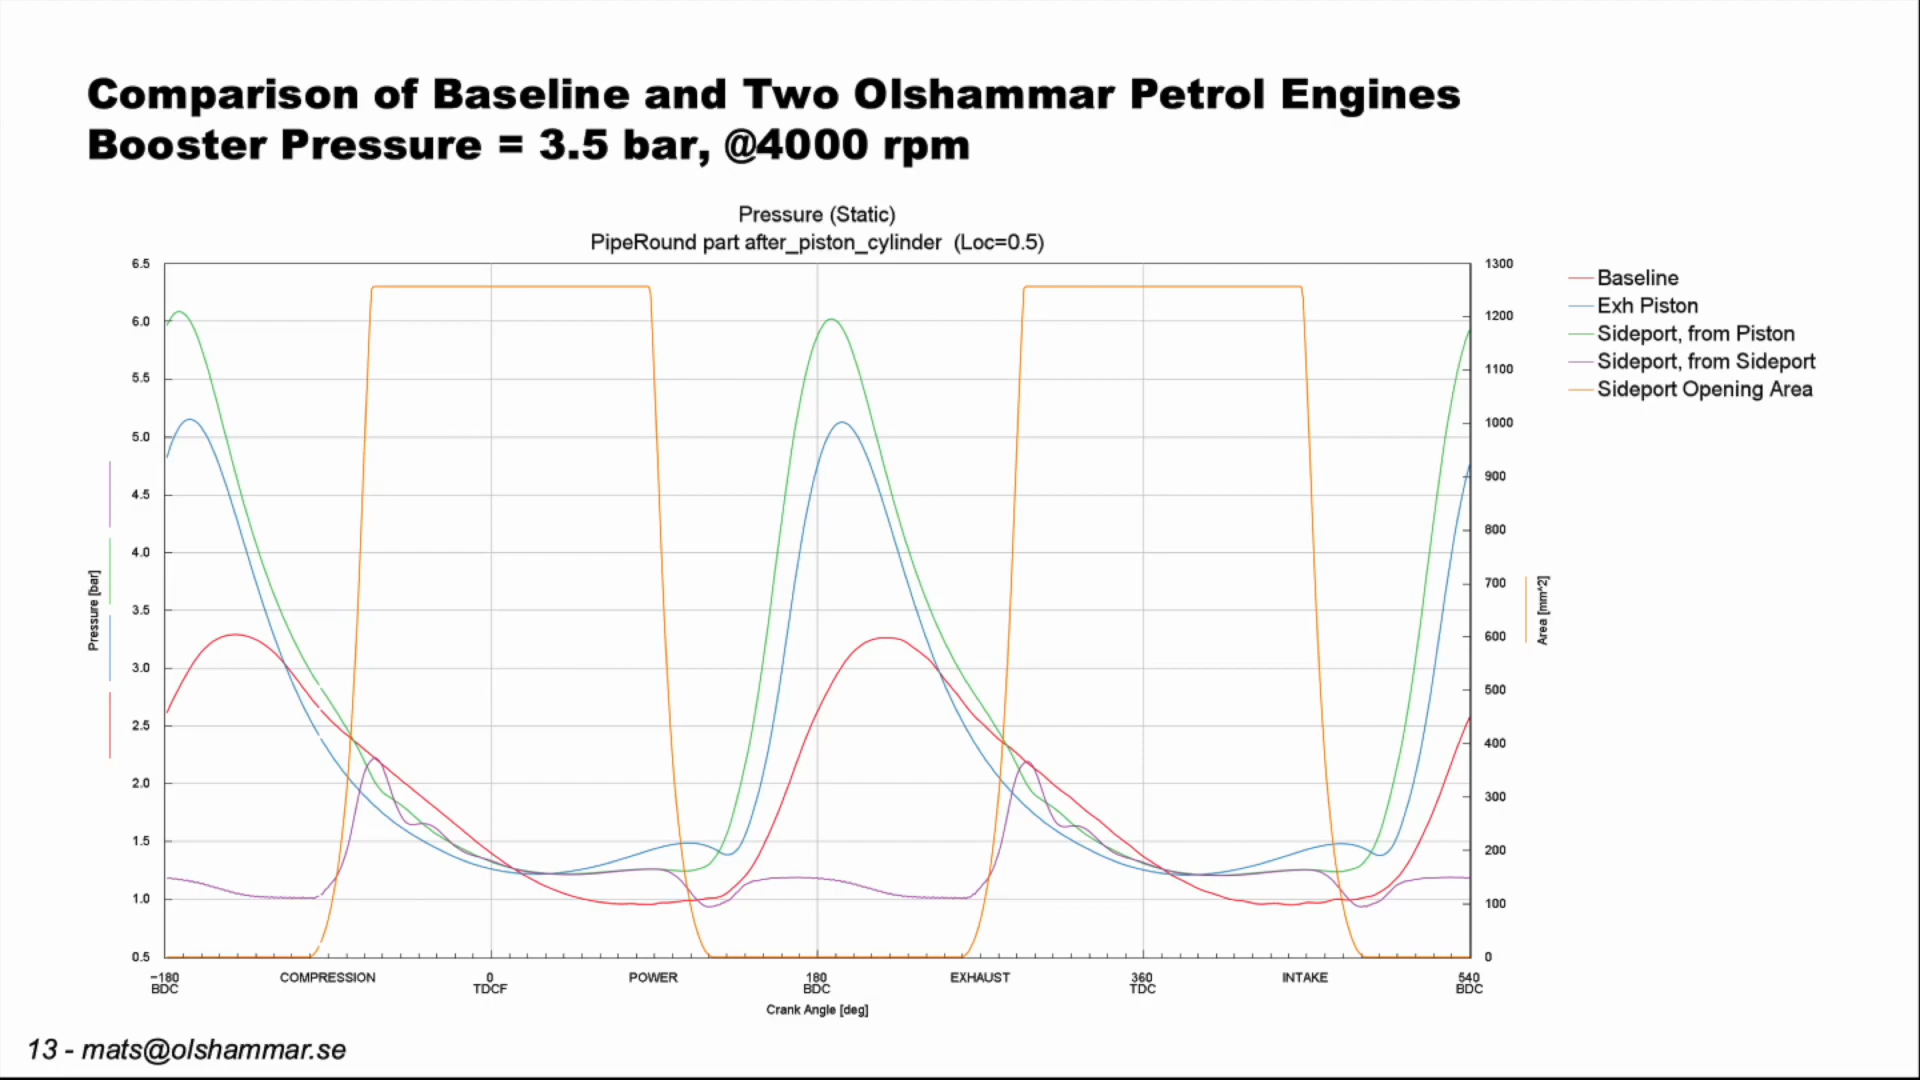 Comparison of Baseline and Two Olshammar Petrol Engines
Booster Pressure = 3.5 bar, @4000 rpm
Pressure (Static)
PipeRound part after_piston_cylinder (Loc=0.5)
6.5
6.0
5.5
5.0
4.5
4.0
3.5
3.0
2.5
2.0
1.5
1.0
0.5
Pressure [bar]
1300
1200
1100
1000
900
800
700
600
500
400
300
200
100
0
Area [mm^2]
Baseline
Exh Piston
Sideport, from Piston
Sideport, from Sideport
Sideport Opening Area
−180 COMPRESSION 0 POWER 180 EXHAUST 360 INTAKE 540
BDC TDCF BDC TDC BDC
Crank Angle [deg]
13 - mats@olshammar.se